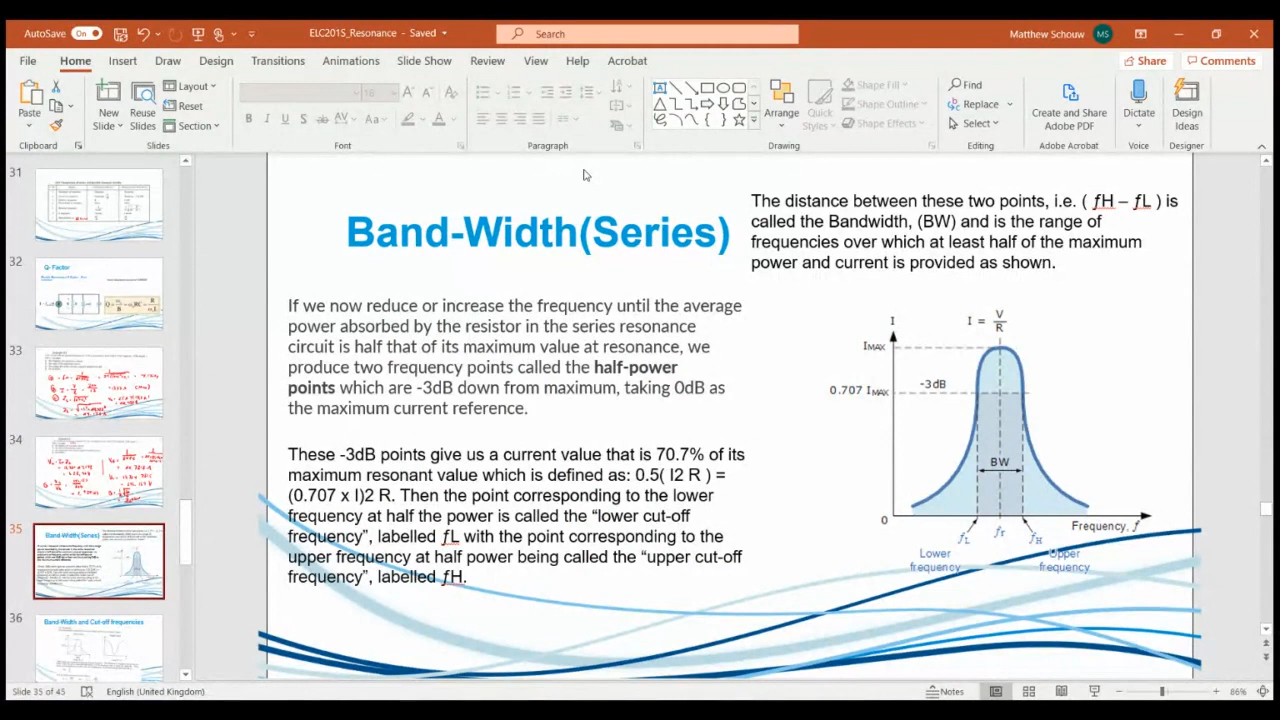 AutoSave On
ELC201S_Resonance - Saved
Search
Matthew Schouw MS
File Home Insert Draw Design Transitions Animations Slide Show Review View Help Acrobat
Share Comments
Paste
New Slide
Reuse Slides
Layout
Reset
Section
18
Shape Fill
Shape Outline
Shape Effects
Arrange
Quick Styles
Find
Replace
Select
Create and Share Adobe PDF
Dictate
Design Ideas
Clipboard Slides Font Paragraph Drawing Editing Adobe Acrobat Voice Designer
31
32
Q- Factor
33
34
35
Band-Width(Series)
36
Band-Width and Cut-off frequencies
Band-Width(Series)
If we now reduce or increase the frequency until the average
power absorbed by the resistor in the series resonance
circuit is half that of its maximum value at resonance, we
produce two frequency points called the half-power
points which are -3dB down from maximum, taking 0dB as
the maximum current reference.
These -3dB points give us a current value that is 70.7% of its
maximum resonant value which is defined as: 0.5( I2 R ) =
(0.707 x I)2 R. Then the point corresponding to the lower
frequency at half the power is called the “lower cut-off
frequency”, labelled ƒL with the point corresponding to the
upper frequency at half power being called the “upper cut-off
frequency”, labelled ƒH.
The distance between these two points, i.e. ( ƒH – ƒL ) is
called the Bandwidth, (BW) and is the range of
frequencies over which at least half of the maximum
power and current is provided as shown.
I
I = V/R
IMAX
-3dB
0.707 IMAX
BW
0
Frequency, ƒ
fL fr fH
Lower frequency
Upper frequency
Slide 35 of 45
English (United Kingdom)
Notes
86%